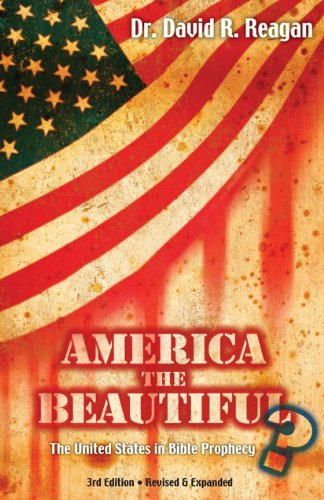 Dr. David R. Reagan
AMERICA
THE
BEAUTIFUL
?
The United States in Bible Prophecy
3rd Edition • Revised & Expanded